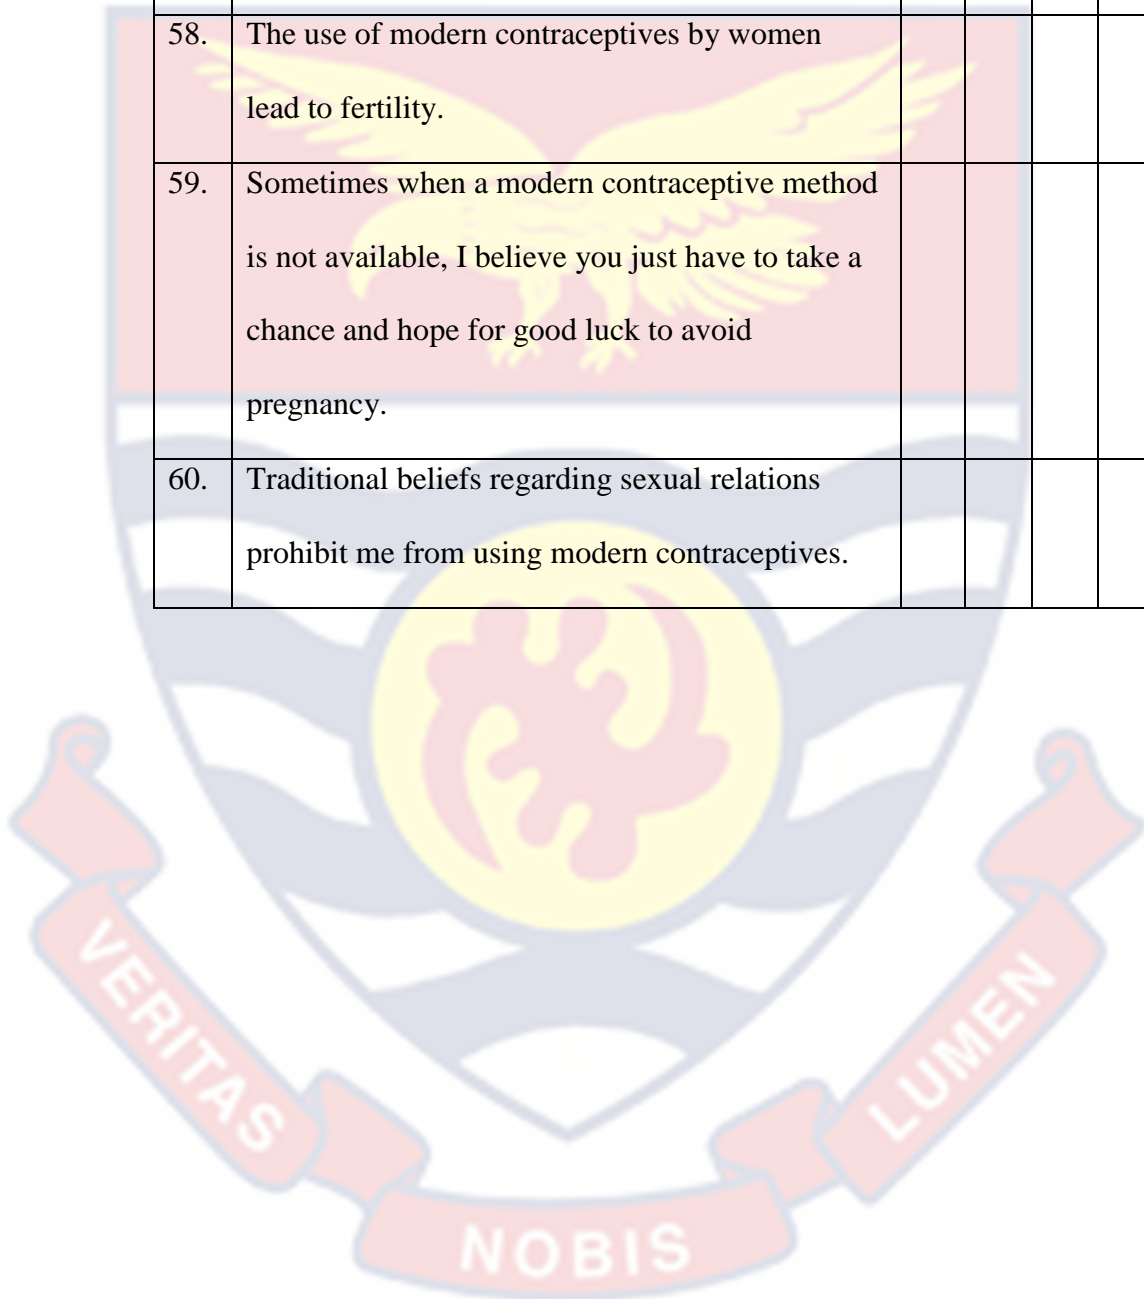 58. The use of modern contraceptives by women
lead to fertility.
59. Sometimes when a modern contraceptive method
is not available, I believe you just have to take a
chance and hope for good luck to avoid
pregnancy.
60. Traditional beliefs regarding sexual relations
prohibit me from using modern contraceptives.
VERITAS
NOBIS
LUMEN